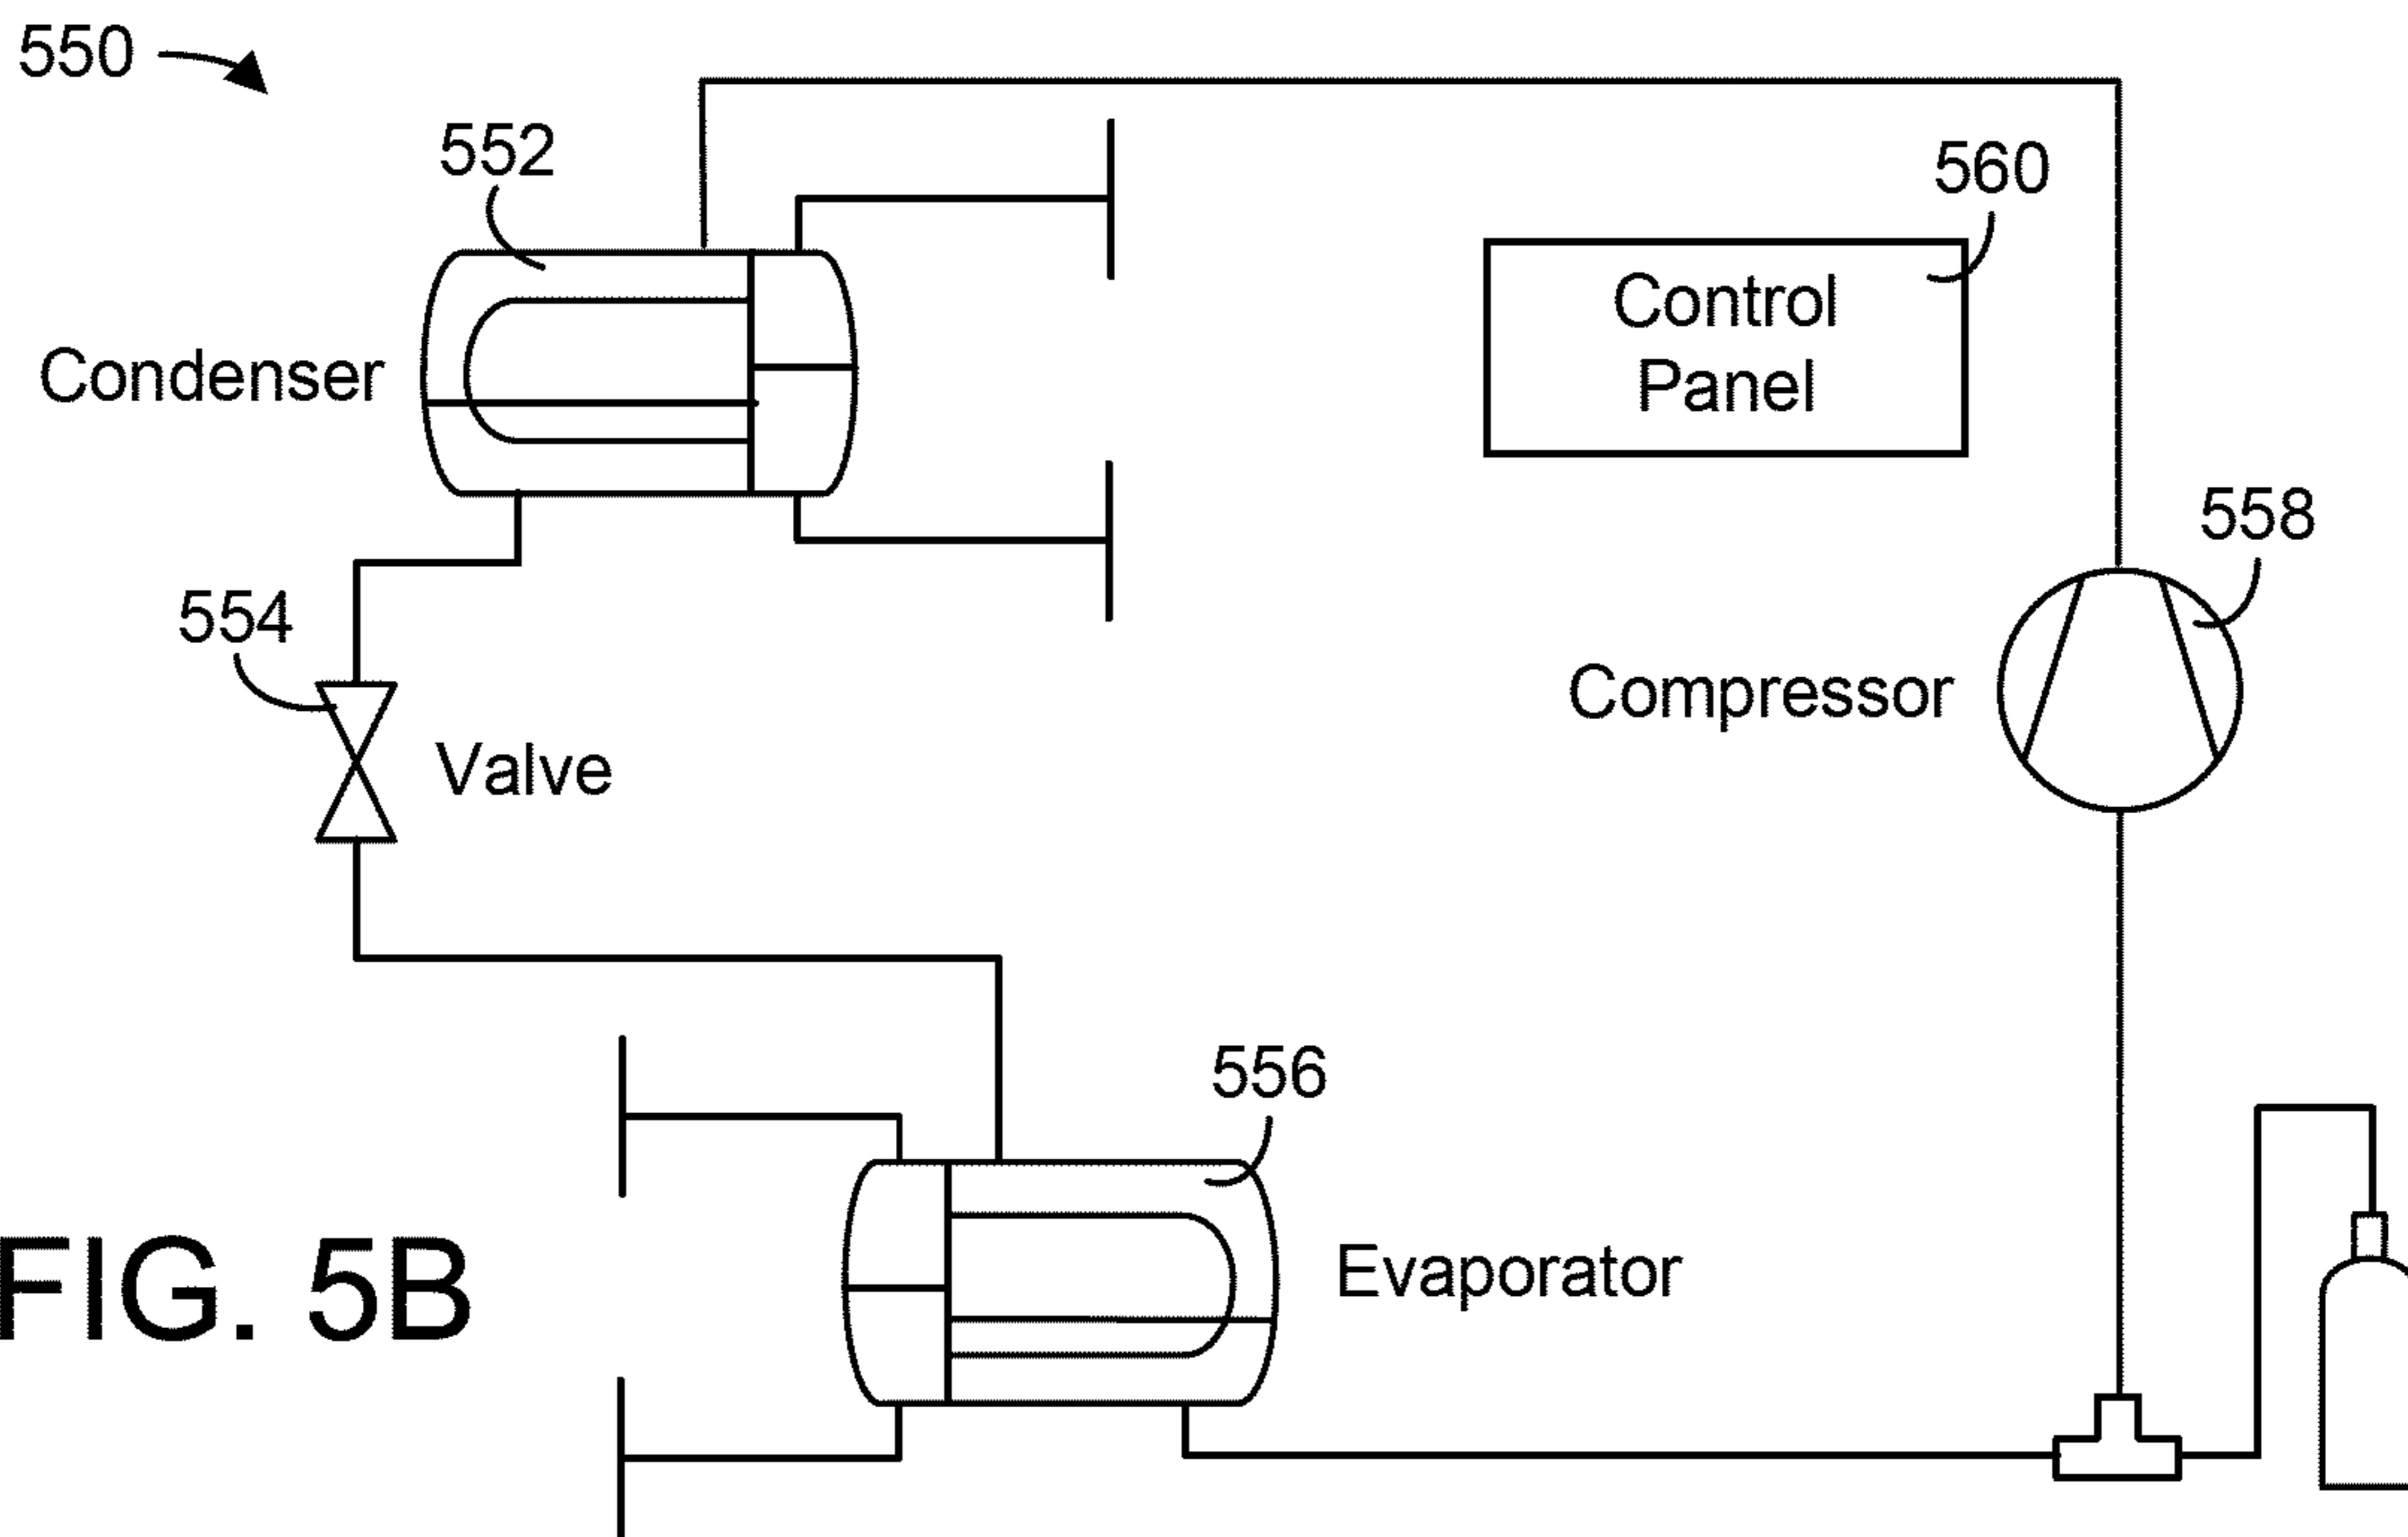 550
552
560
Control
Panel
Condenser
558
554
Compressor
Valve
556
FIG. 5B
Evaporator